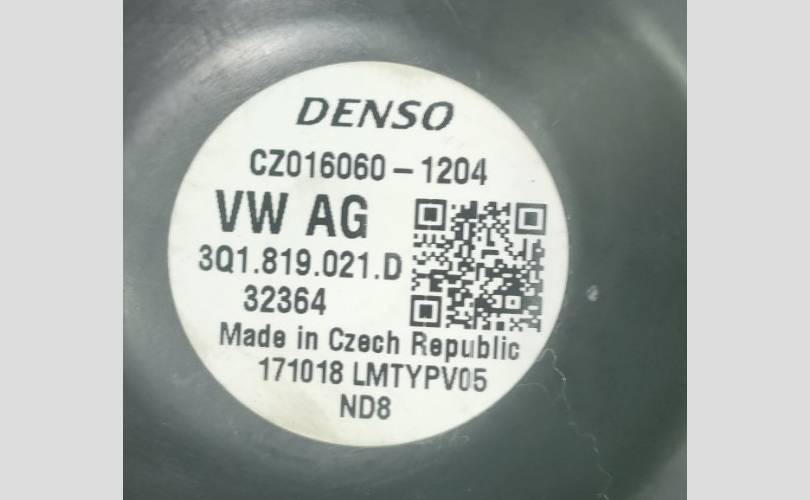 DENSO
CZ016060-1204
VW AG
3Q1.819.021.D
32364
Made in Czech Republic
171018 LMTYPV05
ND8